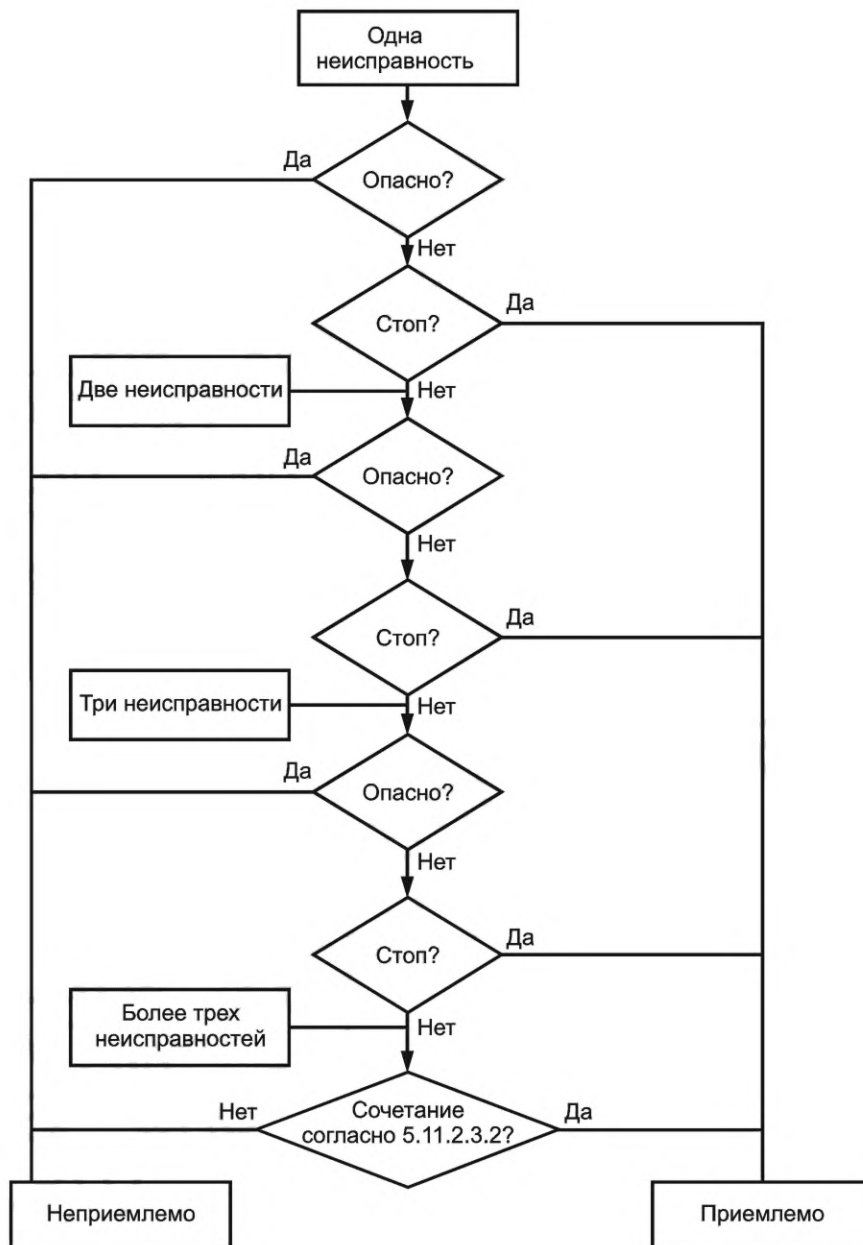 Одна
неисправность
Да
Опасно?
Нет
Да
Стоп?
Две неисправности
Нет
Да
Опасно?
Нет
Да
Стоп?
Три неисправности
Нет
Да
Опасно?
Нет
Да
Стоп?
Более трех
неисправностей
Нет
Нет
Сочетание
согласно 5.11.2.3.2?
Да
Неприемлемо
Приемлемо